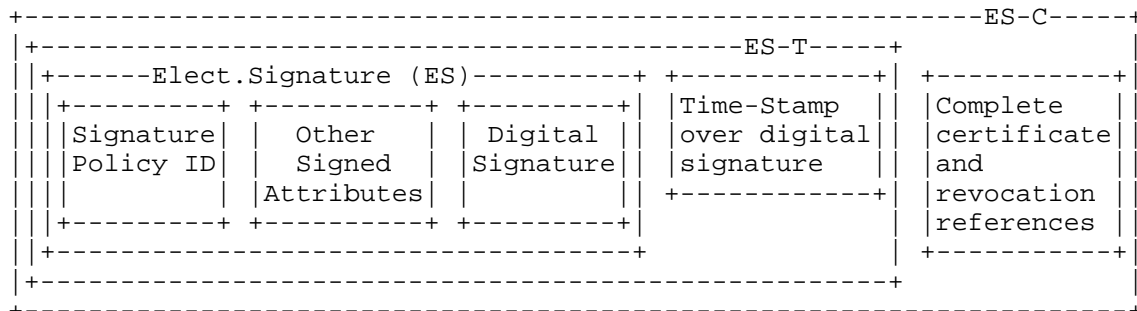 +------------------------------------------------------------ES-C-----+
|+--------------------------------------------ES-T-----+              |
||+------Elect.Signature (ES)----------+ +------------+| +-----------+|
|||+---------+ +----------+ +---------+| |Time-Stamp  || |Complete   ||
||||Signature| |  Other   | | Digital || |over digital|| |certificate||
||||Policy ID| |  Signed  | |Signature|| |signature   || |and        ||
||||         | |Attributes| |         || +------------+| |revocation ||
|||+---------+ +----------+ +---------+|               | |references ||
||+------------------------------------+               | +-----------+|
|+-----------------------------------------------------+              |
+---------------------------------------------------------------------+